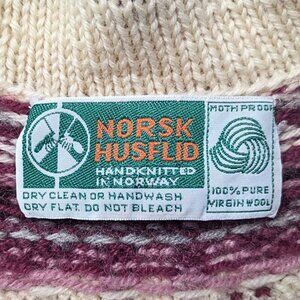 NORSK
HUSFLID
HANDKNITTED
IN NORWAY
DRY CLEAN OR HANDWASH
DRY FLAT. DO NOT BLEACH
MOTH PROOF
100% PURE
VIRGIN WOOL